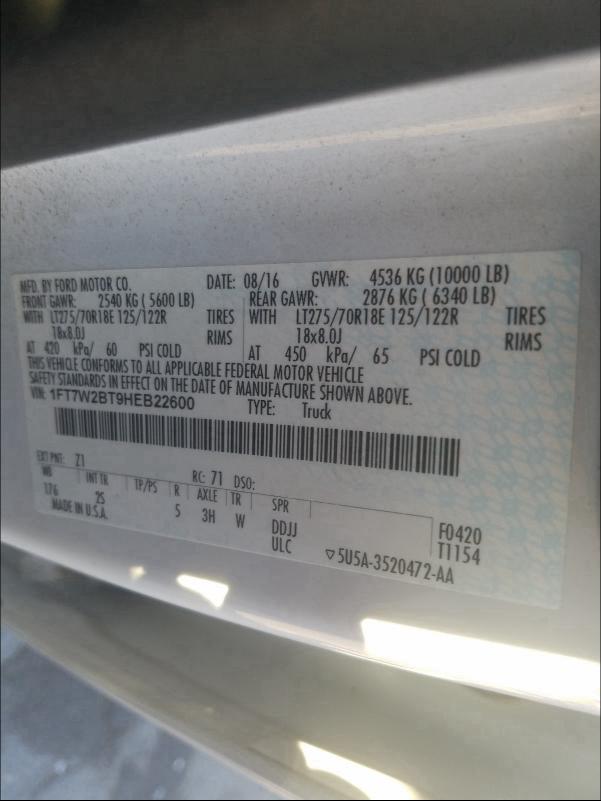 MFD. BY FORD MOTOR CO. DATE: 08/16 GVWR: 4536 KG (10000 LB)
FRONT GAWR: 2540 KG ( 5600 LB) REAR GAWR: 2876 KG ( 6340 LB)
WITH LT275/70R18E 125/122R TIRES WITH LT275/70R18E 125/122R TIRES
18x8.0J RIMS 18x8.0J RIMS
AT 420 kPa/ 60 PSI COLD AT 450 kPa/ 65 PSI COLD
THIS VEHICLE CONFORMS TO ALL APPLICABLE FEDERAL MOTOR VEHICLE
SAFETY STANDARDS IN EFFECT ON THE DATE OF MANUFACTURE SHOWN ABOVE.
VIN: 1FT7W2BT9HEB22600 TYPE: Truck
EXT PNT: Z1 RC: 71 DSO:
WB INT TR TP/PS R AXLE TR SPR
176 2S 5 3H W DDJJ F0420
MADE IN U.S.A. ULC T1154
▽5U5A-3520472-AA